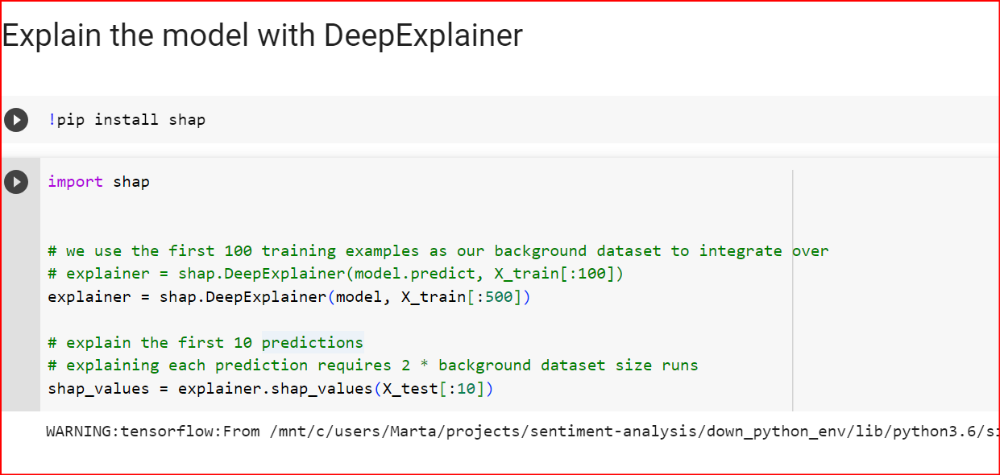 Explain the model with DeepExplainer
!pip install shap
import shap
# we use the first 100 training examples as our background dataset to integrate over
# explainer = shap.DeepExplainer(model.predict, X_train[:100])
explainer = shap.DeepExplainer(model, X_train[:500])
# explain the first 10 predictions
# explaining each prediction requires 2 * background dataset size runs
shap_values = explainer.shap_values(X_test[:10])
WARNING:tensorflow:From /mnt/c/users/Marta/projects/sentiment-analysis/down_python_env/lib/python3.6/